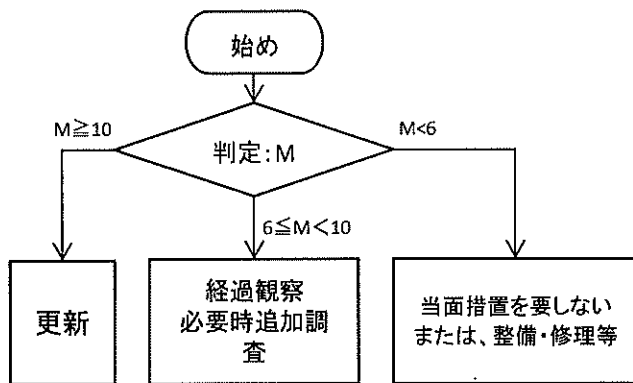 始め
M≧10
判定:M
M<6
6≦M<10
更新
経過観察
必要時追加調
査
当面措置を要しない
または、整備・修理等